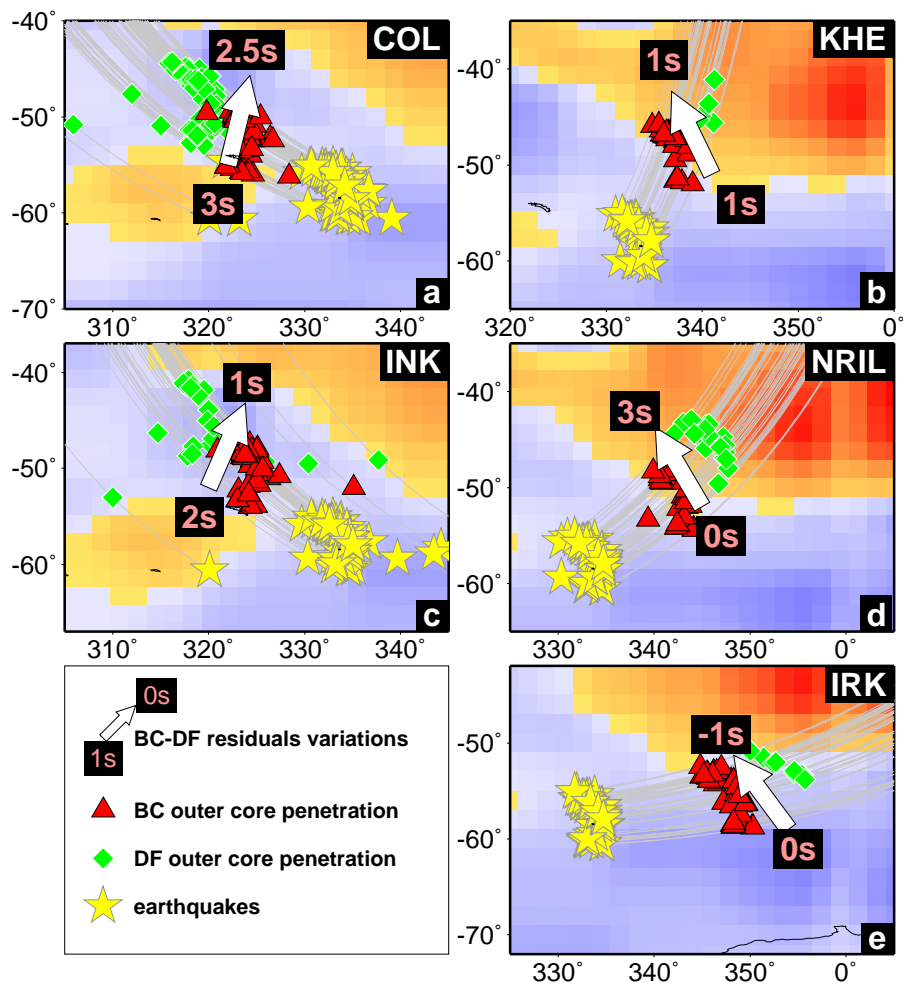 COL
-40˚
-50˚
-60˚
-70˚
2.5s
3s
a
310˚ 320˚ 330˚ 340˚
KHE
-40˚
-50˚
-60˚
1s
1s
b
320˚ 330˚ 340˚ 350˚ 0˚
INK
-40˚
-50˚
-60˚
1s
2s
c
310˚ 320˚ 330˚ 340˚
NRIL
-40˚
-50˚
-60˚
3s
0s
d
330˚ 340˚ 350˚ 0˚
0s
1s
BC-DF residuals variations
BC outer core penetration
DF outer core penetration
earthquakes
IRK
-50˚
-60˚
-70˚
-1s
0s
e
330˚ 340˚ 350˚ 0˚